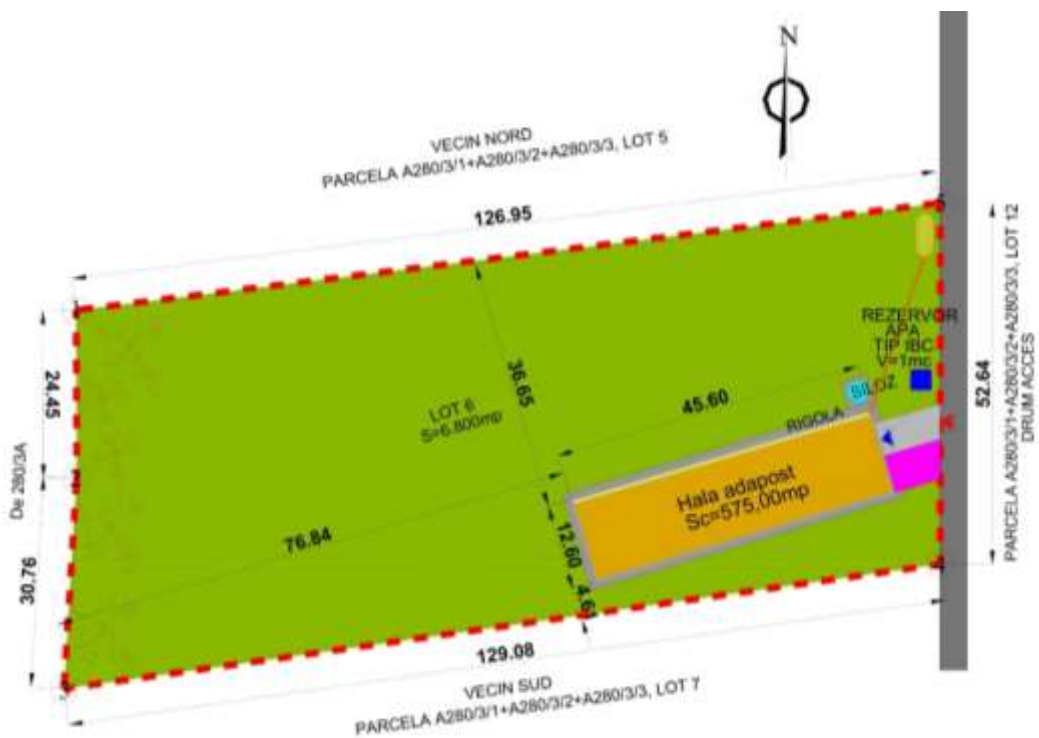 N
VECIN NORD
PARCELA A280/3/1+A280/3/2+A280/3/3, LOT 5
126.95
24.45
De 280/3A
30.76
LOT 6
S=6.800mp
36.65
45.60
76.84
12.60
4.61
REZERVOR
APA
TIP IBC
V=1mc
SILOZ
RIGOLA
Hala adapost
Sc=575,00mp
52.64
PARCELA A280/3/1+A280/3/2+A280/3/3, LOT 12
DRUM ACCES
129.08
VECIN SUD
PARCELA A280/3/1+A280/3/2+A280/3/3, LOT 7